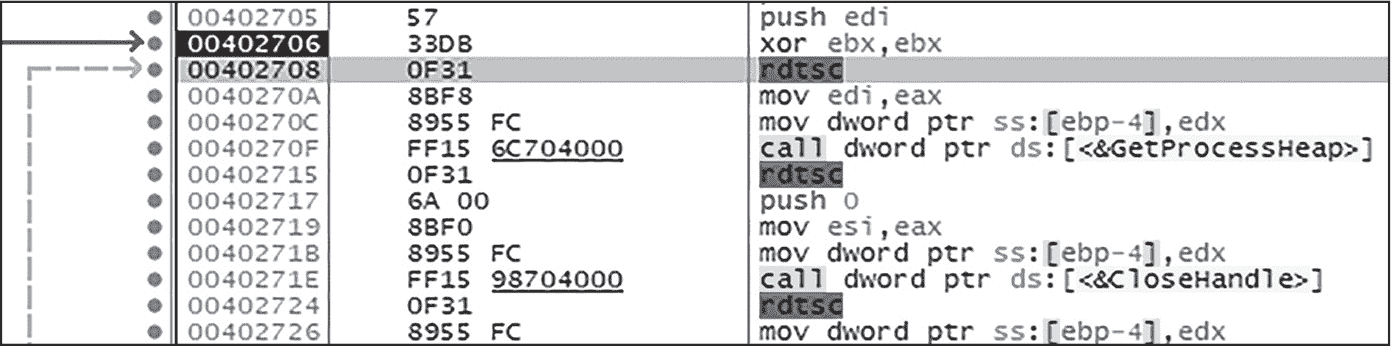 00402705 57 push edi
00402706 33DB xor ebx,ebx
00402708 0F31 rdtsc
0040270A 8BF8 mov edi,eax
0040270C 8955 FC mov dword ptr ss:[ebp-4],edx
0040270F FF15 6C704000 call dword ptr ds:[<&GetProcessHeap>]
00402715 0F31 rdtsc
00402717 6A 00 push 0
00402719 8BF0 mov esi,eax
0040271B 8955 FC mov dword ptr ss:[ebp-4],edx
0040271E FF15 98704000 call dword ptr ds:[<&CloseHandle>]
00402724 0F31 rdtsc
00402726 8955 FC mov dword ptr ss:[ebp-4],edx